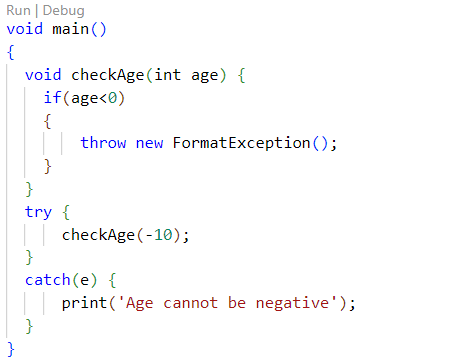 Run | Debug
void main()
{
  void checkAge(int age) {
    if(age<0)
    {
        throw new FormatException();
    }
  }
  try {
      checkAge(-10);
  }
  catch(e) {
      print('Age cannot be negative');
  }
}